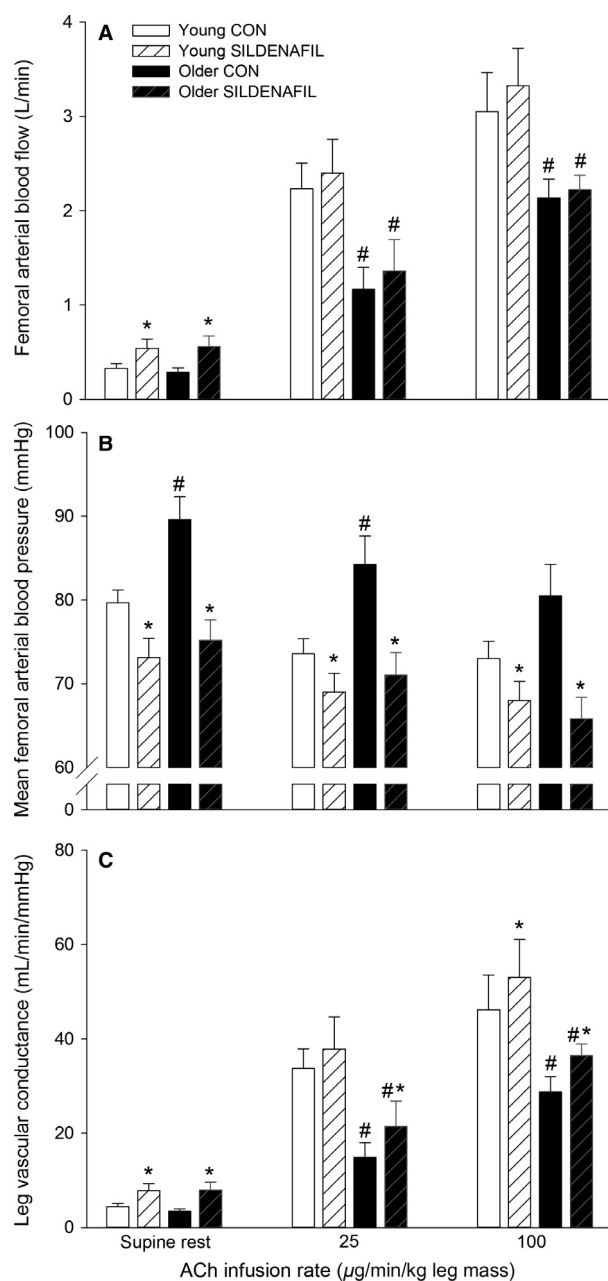 A
Young CON
Young SILDENAFIL
Older CON
Older SILDENAFIL
Femoral arterial blood flow (L/min)
4
3
2
1
0
* *
# #
# #
B
Mean femoral arterial blood pressure (mmHg)
100
90
80
70
60
0
* # *
* # *
* *
C
Leg vascular conductance (mL/min/mmHg)
80
60
40
20
0
* *
# #*
* # #*
Supine rest 25 100
ACh infusion rate (µg/min/kg leg mass)